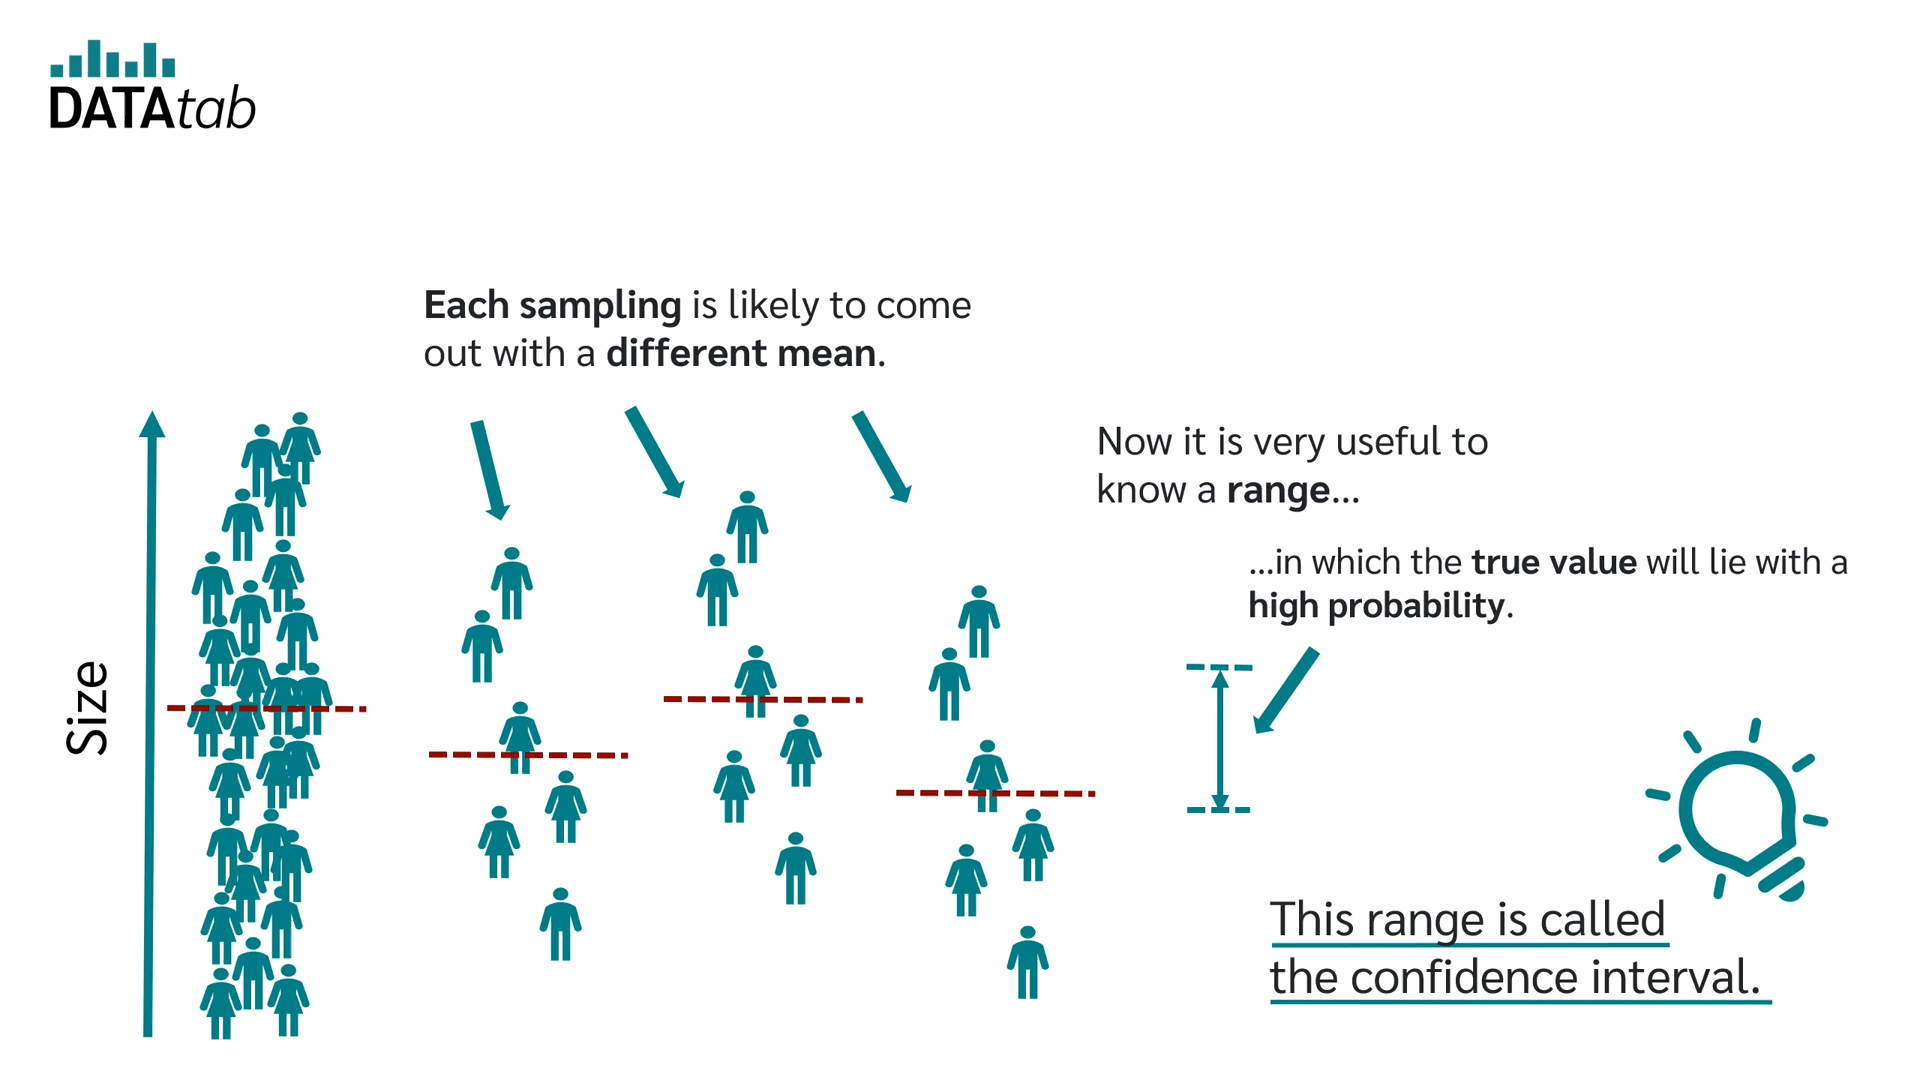 DATAtab
Each sampling is likely to come
out with a different mean.
Now it is very useful to
know a range...
...in which the true value will lie with a
high probability.
Size
This range is called
the confidence interval.